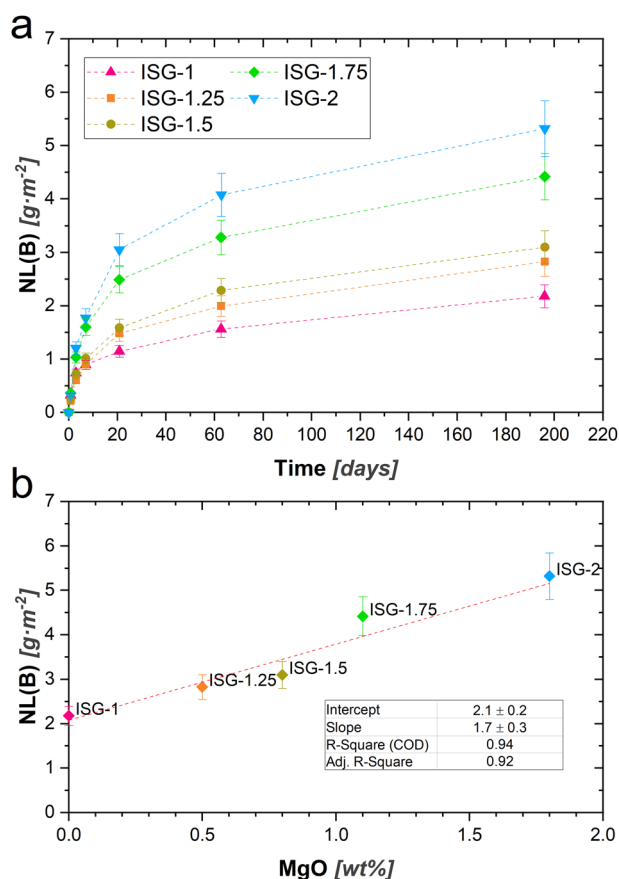 a
7
6
5
4
3
2
1
0
NL(B) [g·m⁻²]
ISG-1 ISG-1.75
ISG-1.25 ISG-2
ISG-1.5
0 20 40 60 80 100 120 140 160 180 200 220
Time [days]
b
7
6
5
4
3
2
1
0
NL(B) [g·m⁻²]
ISG-2
ISG-1.75
ISG-1.5
ISG-1.25
ISG-1
Intercept 2.1 ± 0.2
Slope 1.7 ± 0.3
R-Square (COD) 0.94
Adj. R-Square 0.92
0.0 0.5 1.0 1.5 2.0
MgO [wt%]